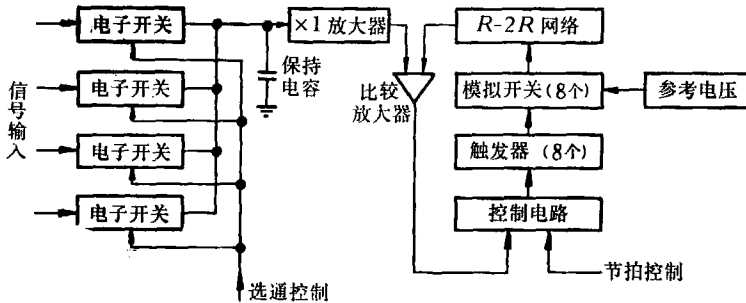 电子开关
×1放大器
R-2R网络
信号输入
电子开关
保持
电容
比较
放大器
模拟开关(8个)
参考电压
电子开关
触发器 (8个)
电子开关
控制电路
选通控制
节拍控制